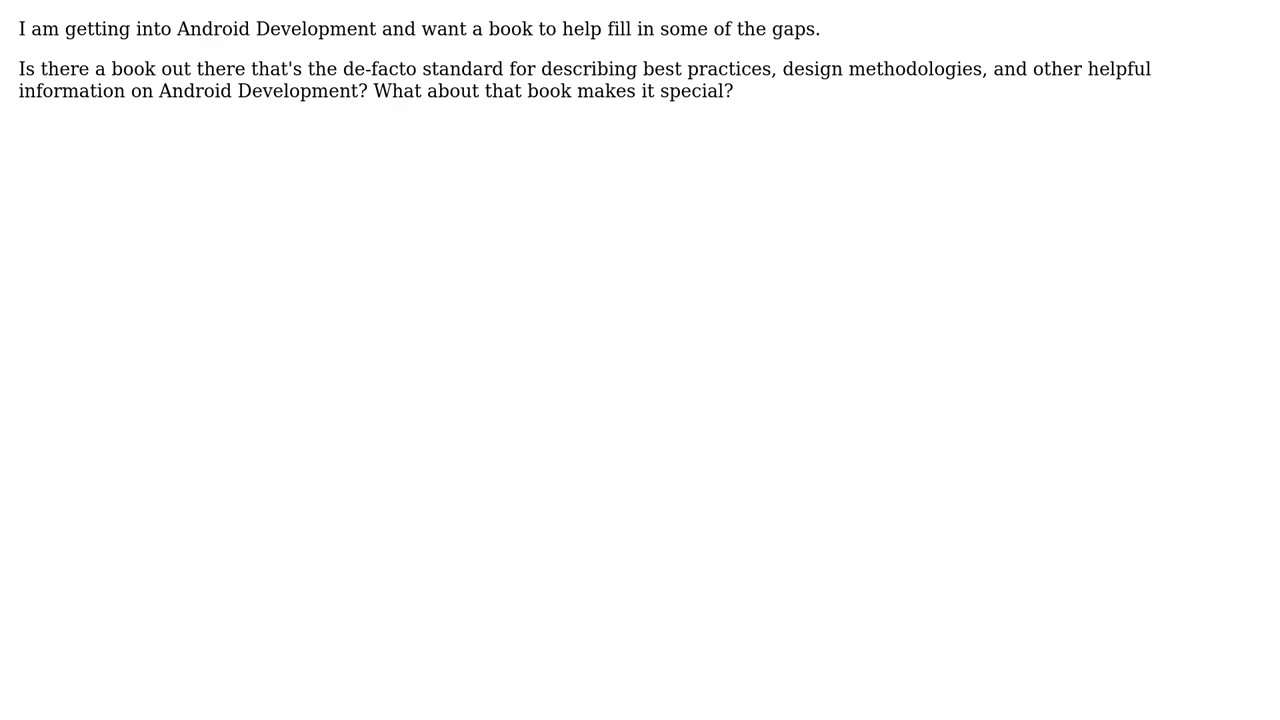 I am getting into Android Development and want a book to help fill in some of the gaps.
Is there a book out there that's the de-facto standard for describing best practices, design methodologies, and other helpful
information on Android Development? What about that book makes it special?